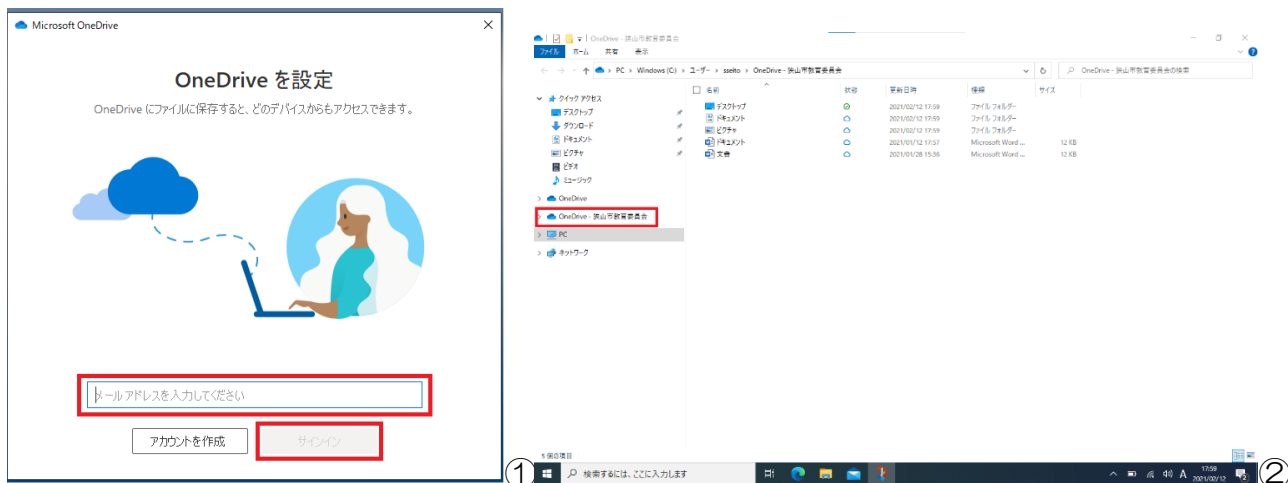 Microsoft OneDrive
OneDrive を設定
OneDrive にファイルに保存すると、どのデバイスからもアクセスできます。
メール アドレスを入力してください
アカウントを作成
サインイン
①
OneDrive - 狭山市教育委員会
ファイル ホーム 共有 表示
PC › Windows (C:) › ユーザー › sseito › OneDrive - 狭山市教育委員会
OneDrive - 狭山市教育委員会の検索
クイック アクセス
デスクトップ
ダウンロード
ドキュメント
ピクチャ
ビデオ
ミュージック
OneDrive
OneDrive - 狭山市教育委員会
PC
ネットワーク
名前 状態 更新日時 種類 サイズ
デスクトップ 2021/02/12 17:59 ファイル フォルダー
ドキュメント 2021/02/12 17:59 ファイル フォルダー
ピクチャ 2021/02/12 17:59 ファイル フォルダー
ドキュメント 2021/01/12 17:57 Microsoft Word ... 12 KB
文書 2021/01/28 15:36 Microsoft Word ... 12 KB
5 個の項目
検索するには、ここに入力します
A
17:59
2021/02/12
2
②